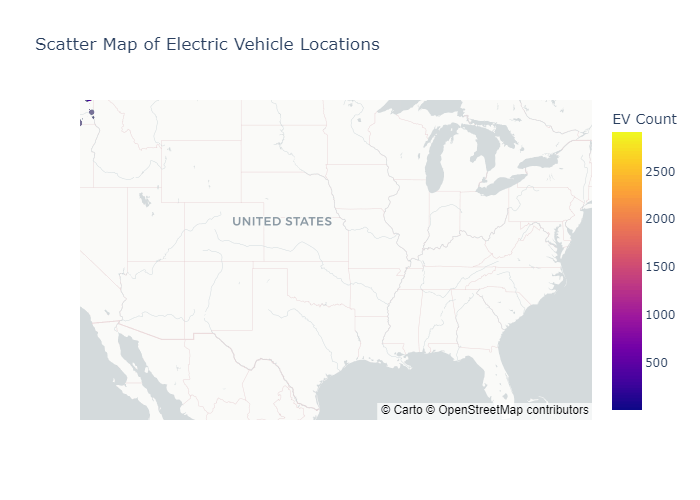 Scatter Map of Electric Vehicle Locations
EV Count
2500
2000
1500
1000
500
UNITED STATES
© Carto © OpenStreetMap contributors